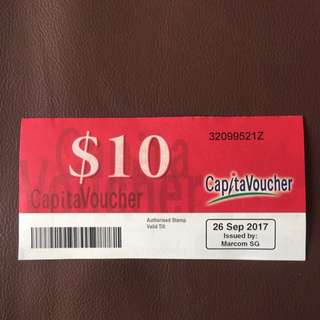 32099521Z
$10
CapitaVoucher
CapitaVoucher
Authorised Stamp
Valid Till:
26 Sep 2017
Issued by:
Marcom SG